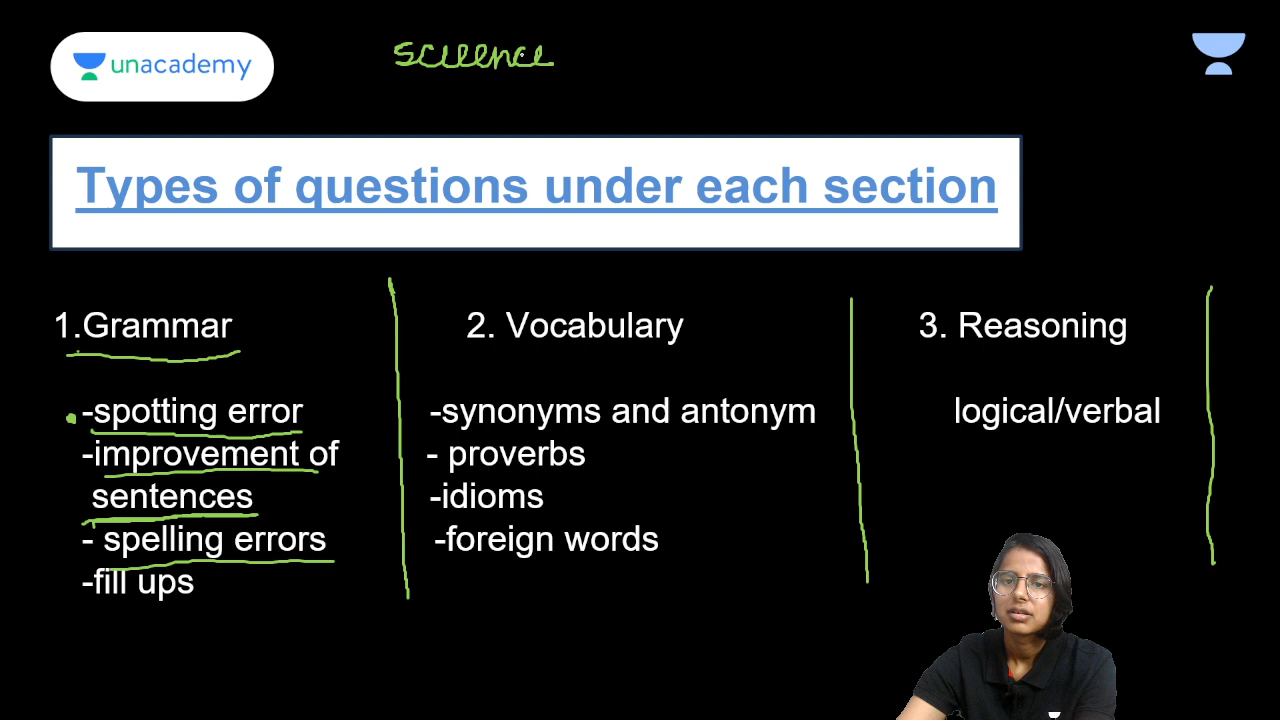 unacademy
science
Types of questions under each section
1.Grammar
-spotting error
-improvement of
sentences
- spelling errors
-fill ups
2. Vocabulary
-synonyms and antonym
- proverbs
-idioms
-foreign words
3. Reasoning
logical/verbal